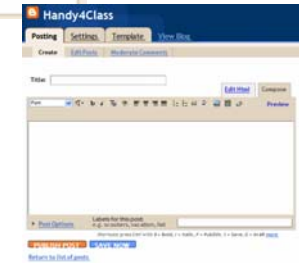 Handy4Class
Posting Settings Template View Blog
Create Edit Posts Moderate Comments
Title:
Edit Html Compose
Font Preview
Post Options Labels for this post:
e.g. scooters, vacation, fall
PUBLISH POST SAVE NOW
Return to list of posts